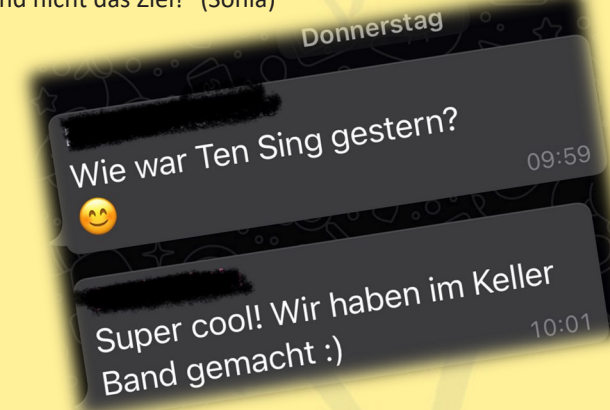 nd nicht das Ziel!" (Sonja)
Donnerstag
Wie war Ten Sing gestern?
😊
09:59
Super cool! Wir haben im Keller
Band gemacht :)
10:01